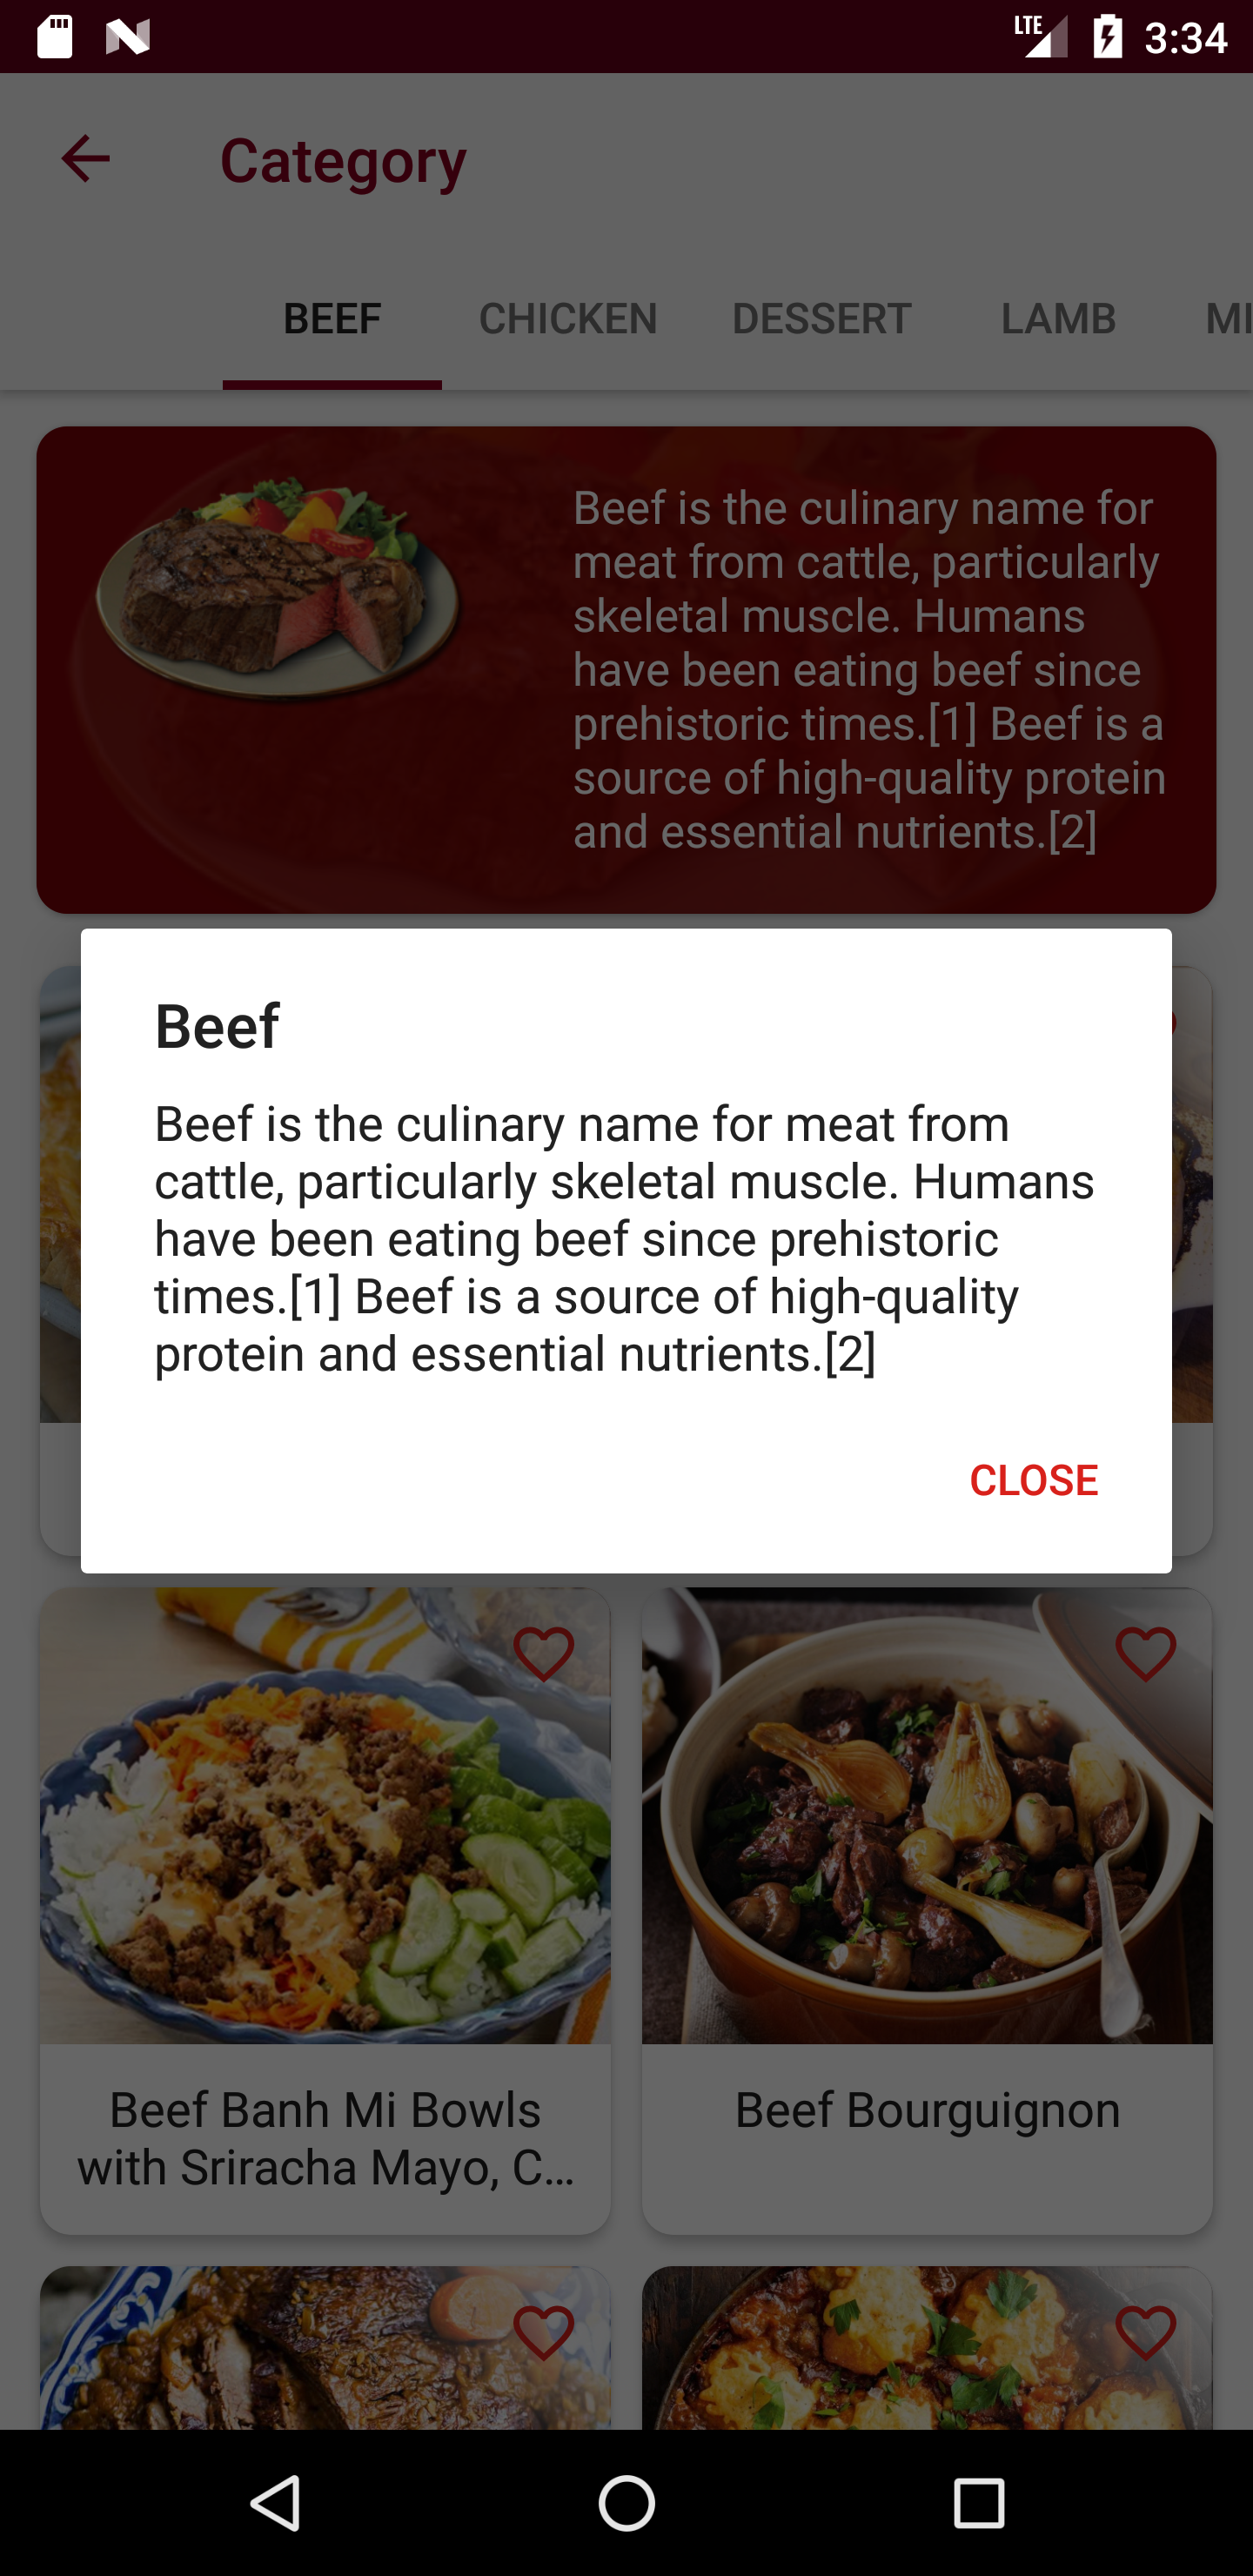 LTE 3:34
Category
BEEF CHICKEN DESSERT LAMB MI
Beef is the culinary name for
meat from cattle, particularly
skeletal muscle. Humans
have been eating beef since
prehistoric times.[1] Beef is a
source of high-quality protein
and essential nutrients.[2]
Beef
Beef is the culinary name for meat from
cattle, particularly skeletal muscle. Humans
have been eating beef since prehistoric
times.[1] Beef is a source of high-quality
protein and essential nutrients.[2]
CLOSE
Beef Banh Mi Bowls
with Sriracha Mayo, C...
Beef Bourguignon